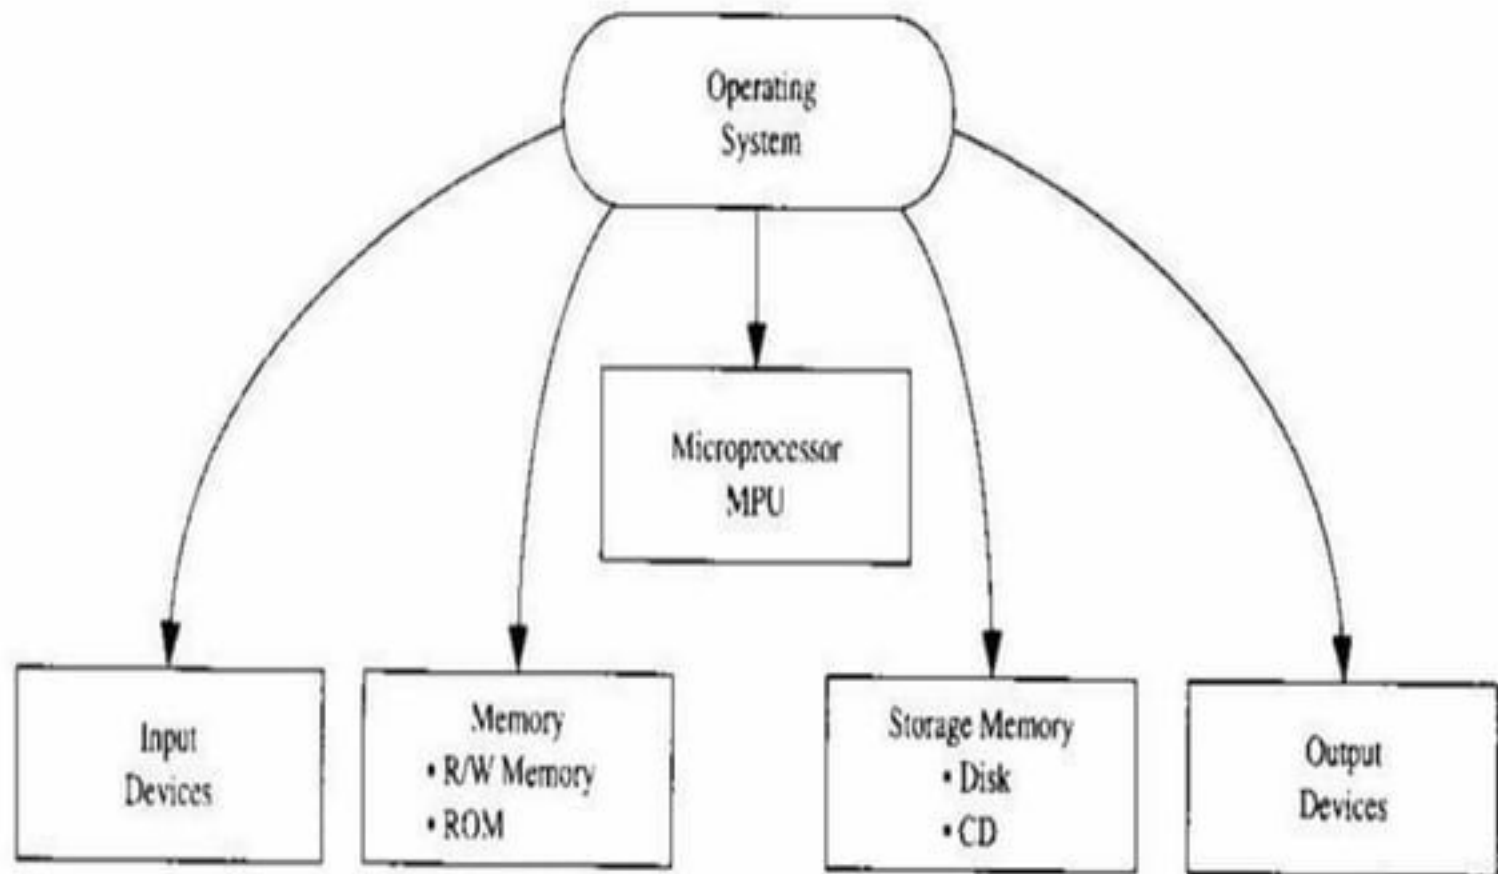 Operating
System
Microprocessor
MPU
Input
Devices
Memory
• R/W Memory
• ROM
Storage Memory
• Disk
• CD
Output
Devices